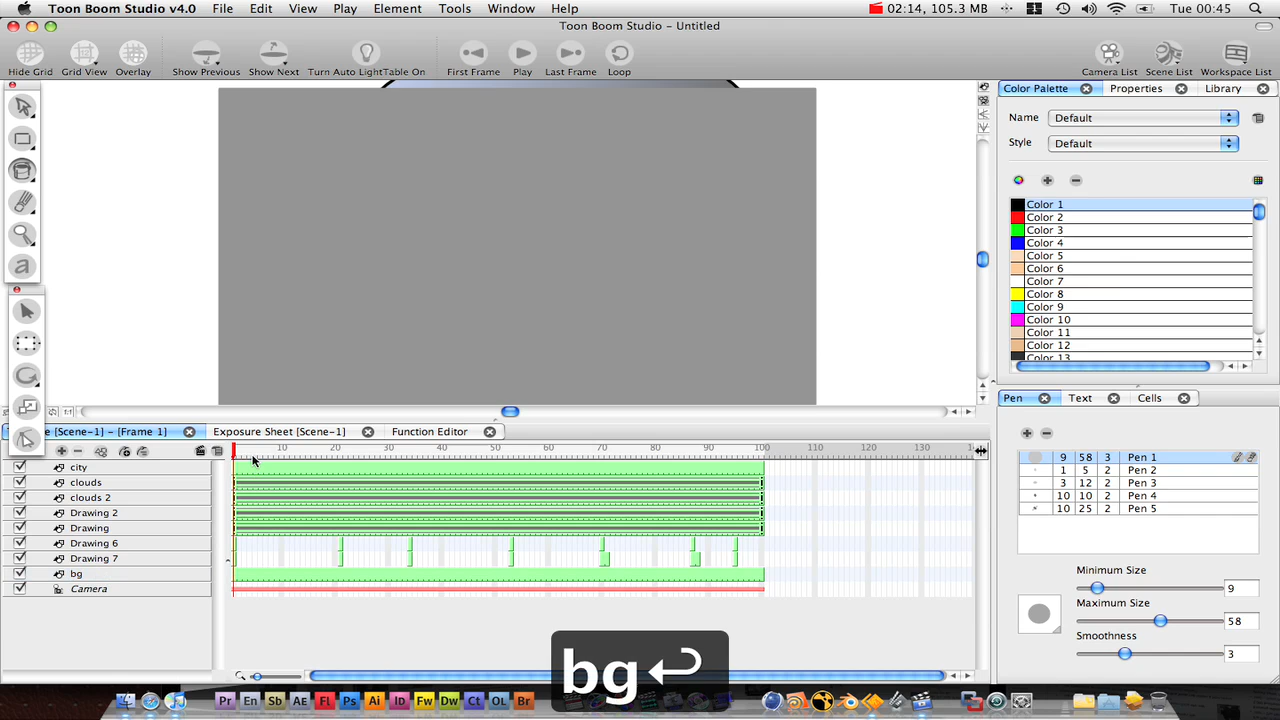 Toon Boom Studio v4.0 File Edit View Play Element Tools Window Help 02:14, 105.3 MB Tue 00:45
Toon Boom Studio - Untitled
Hide Grid Grid View Overlay Show Previous Show Next Turn Auto LightTable On First Frame Play Last Frame Loop Camera List Scene List Workspace List
Color Palette Properties Library
Name Default
Style Default
Color 1
Color 2
Color 3
Color 4
Color 5
Color 6
Color 7
Color 8
Color 9
Color 10
Color 11
Color 12
Color 13
a
1:1
[Scene-1] - [Frame 1] Exposure Sheet [Scene-1] Function Editor
10 20 30 40 50 60 70 80 90 100 110 120 130
city
clouds
clouds 2
Drawing 2
Drawing
Drawing 6
Drawing 7
bg
Camera
Pen Text Cells
9 58 3 Pen 1
1 5 2 Pen 2
3 12 2 Pen 3
10 10 2 Pen 4
10 25 2 Pen 5
Minimum Size
9
Maximum Size
58
Smoothness
3
bg↩
Pr En Sb AE Fl Ps Ai Id Fw Dw Ct OL Br